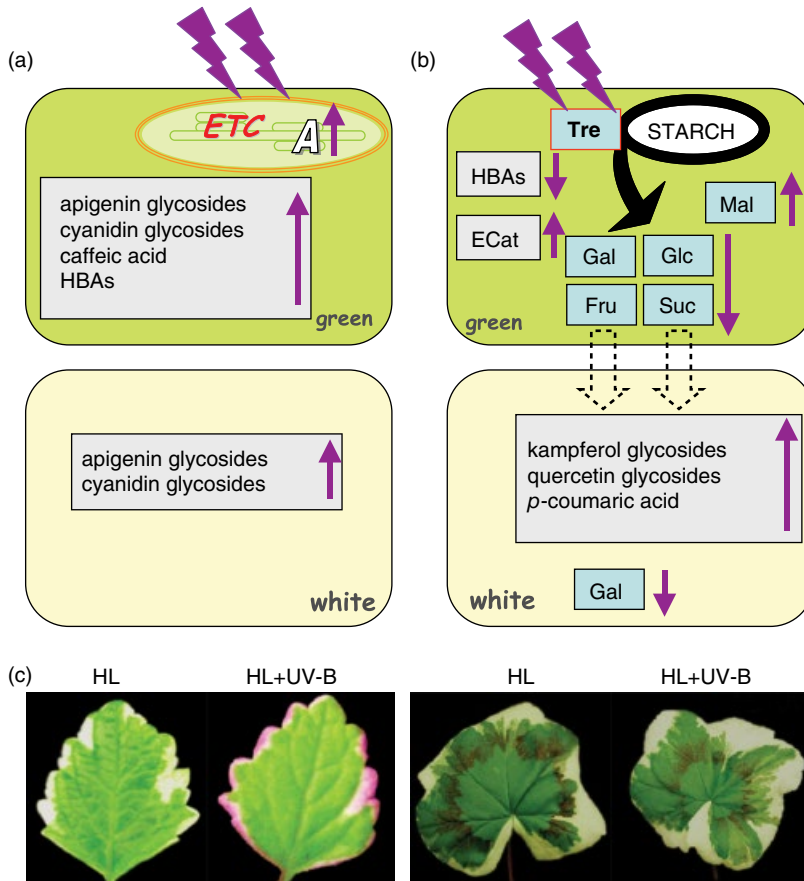 (a)
ETC
A
apigenin glycosides
cyanidin glycosides
caffeic acid
HBAs
green
apigenin glycosides
cyanidin glycosides
white
(b)
Tre
STARCH
HBAs
Mal
ECat
Gal
Glc
Fru
Suc
green
kampferol glycosides
quercetin glycosides
p-coumaric acid
Gal
white
(c)
HL
HL+UV-B
HL
HL+UV-B